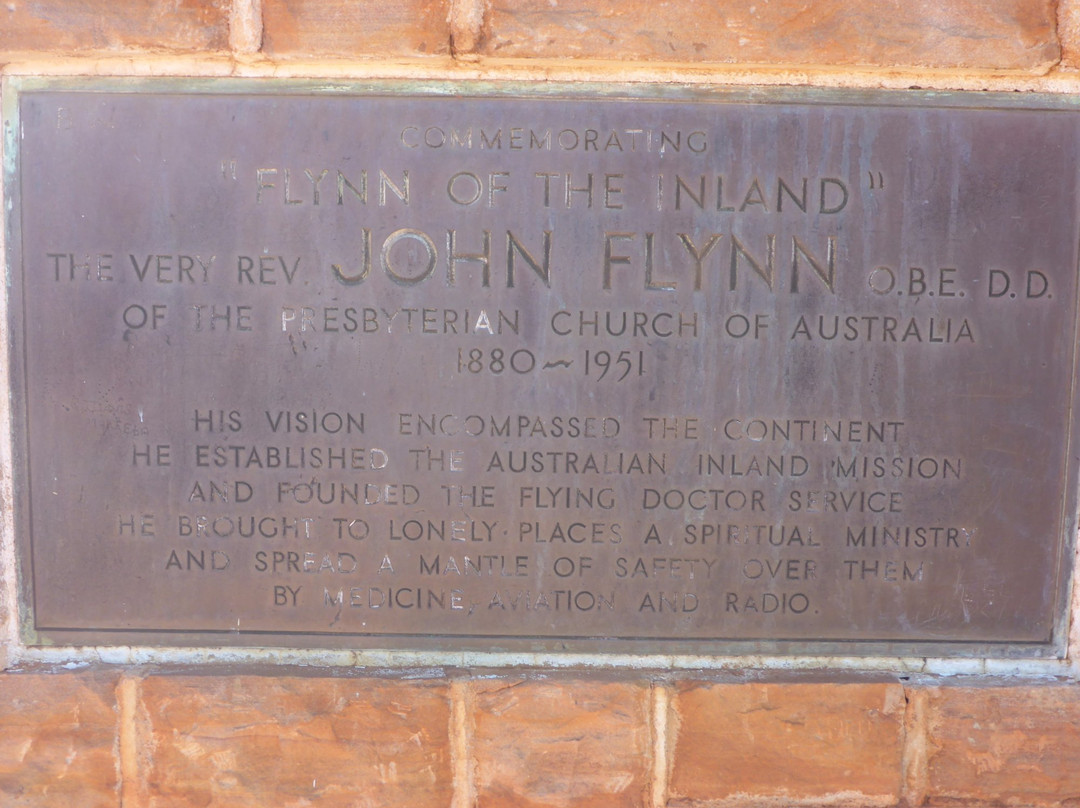 COMMEMORATING
"FLYNN OF THE INLAND"
THE VERY REV. JOHN FLYNN O.B.E. D.D.
OF THE PRESBYTERIAN CHURCH OF AUSTRALIA
1880~1951
HIS VISION ENCOMPASSED THE CONTINENT
HE ESTABLISHED THE AUSTRALIAN INLAND MISSION
AND FOUNDED THE FLYING DOCTOR SERVICE
HE BROUGHT TO LONELY PLACES A SPIRITUAL MINISTRY
AND SPREAD A MANTLE OF SAFETY OVER THEM
BY MEDICINE, AVIATION AND RADIO.